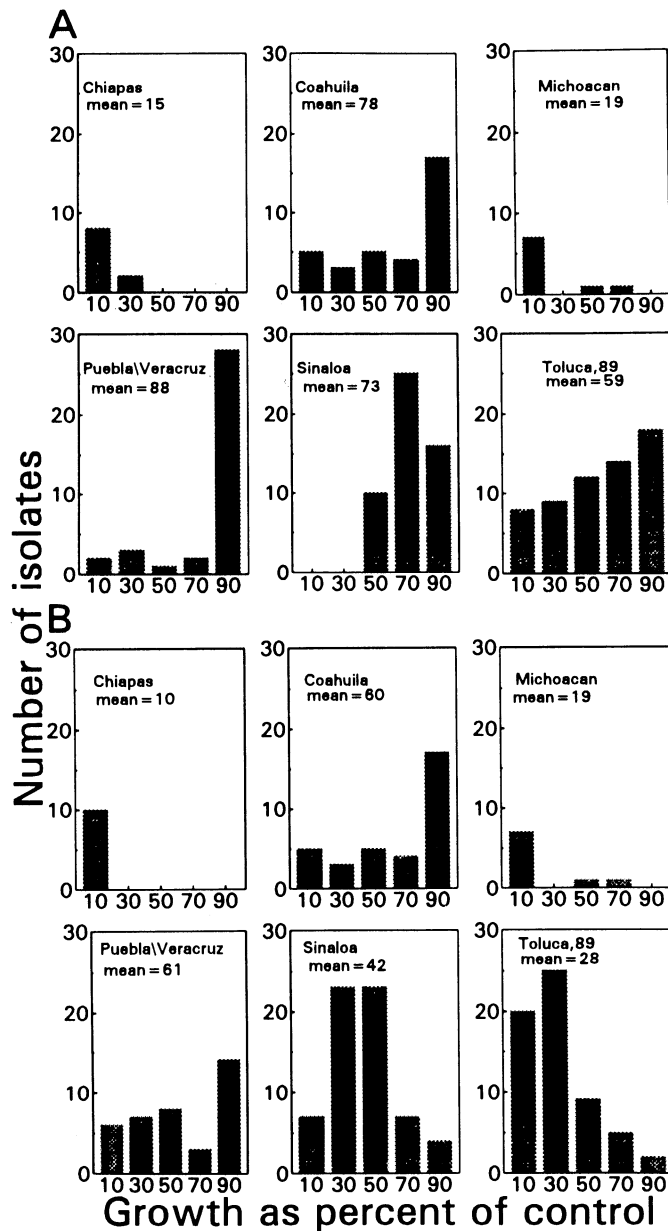 A
Number of isolates
30
20
10
0
Chiapas
mean = 15
10 30 50 70 90
30
20
10
0
Coahuila
mean = 78
10 30 50 70 90
30
20
10
0
Michoacan
mean = 19
10 30 50 70 90
30
20
10
0
Puebla\Veracruz
mean = 88
10 30 50 70 90
30
20
10
0
Sinaloa
mean = 73
10 30 50 70 90
30
20
10
0
Toluca,89
mean = 59
10 30 50 70 90
B
30
20
10
0
Chiapas
mean = 10
10 30 50 70 90
30
20
10
0
Coahuila
mean = 60
10 30 50 70 90
30
20
10
0
Michoacan
mean = 19
10 30 50 70 90
30
20
10
0
Puebla\Veracruz
mean = 61
10 30 50 70 90
30
20
10
0
Sinaloa
mean = 42
10 30 50 70 90
30
20
10
0
Toluca,89
mean = 28
10 30 50 70 90
Growth as percent of control